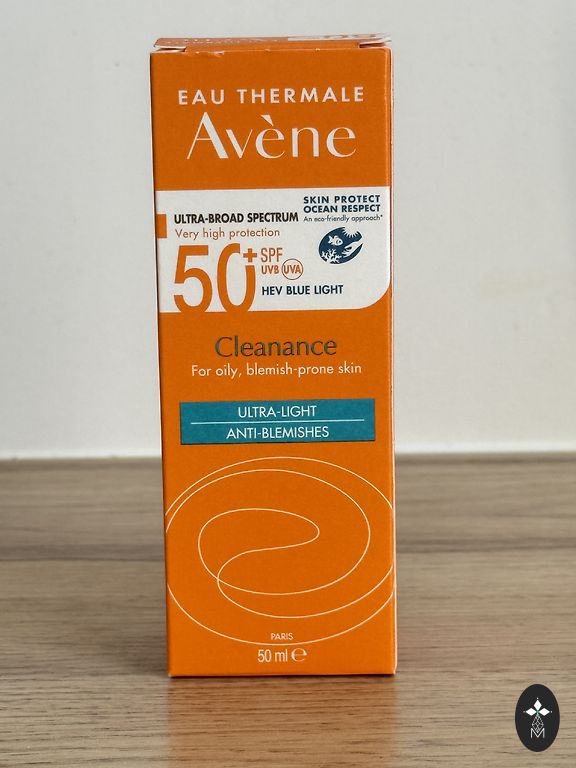 EAU THERMALE
Avène
ULTRA-BROAD SPECTRUM
Very high protection
SKIN PROTECT
OCEAN RESPECT
An eco-friendly approach*
50+ SPF
UVB UVA
HEV BLUE LIGHT
Cleanance
For oily, blemish-prone skin
ULTRA-LIGHT
ANTI-BLEMISHES
PARIS
50 ml ℮
M